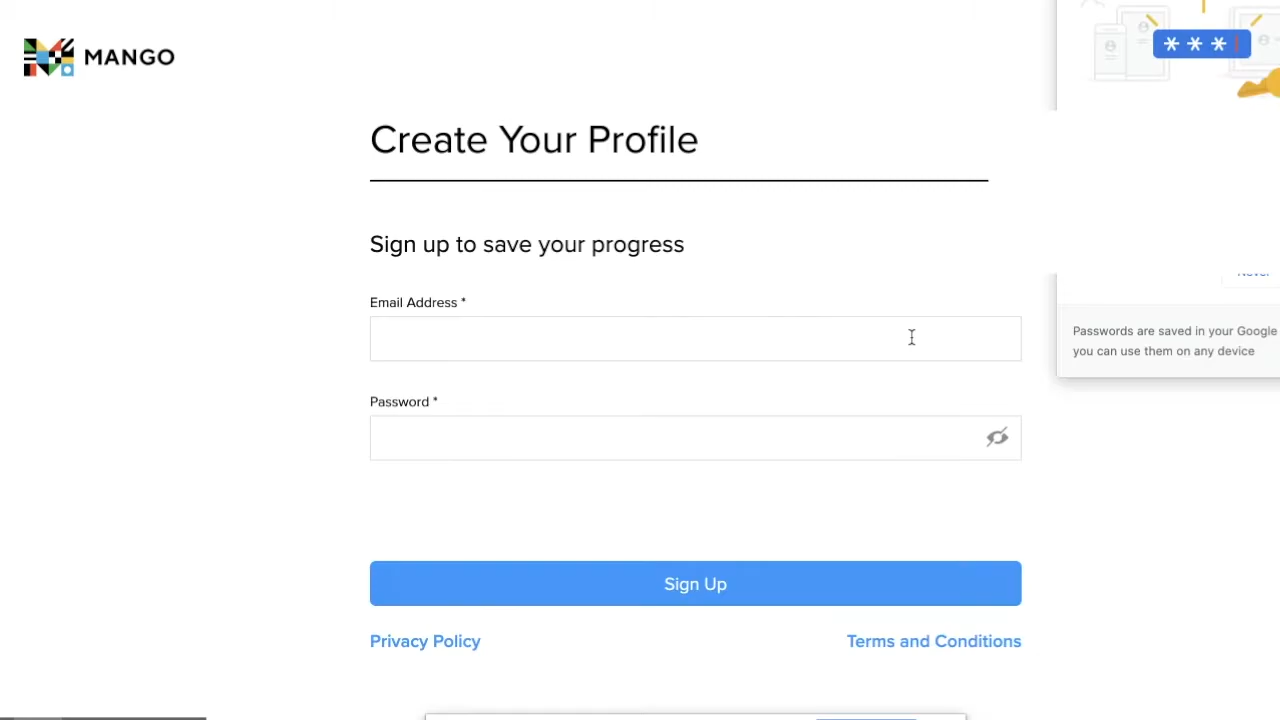 MANGO
* * *
Create Your Profile
Sign up to save your progress
Never
Email Address *
Passwords are saved in your Google
you can use them on any device
Password *
Sign Up
Privacy Policy
Terms and Conditions